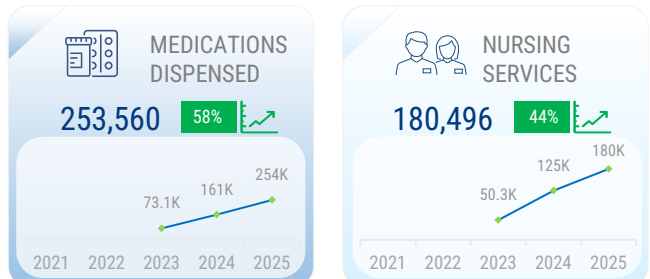 MEDICATIONS
DISPENSED
253,560
58%
254K
161K
73.1K
2021 2022 2023 2024 2025
NURSING
SERVICES
180,496
44%
180K
125K
50.3K
2021 2022 2023 2024 2025